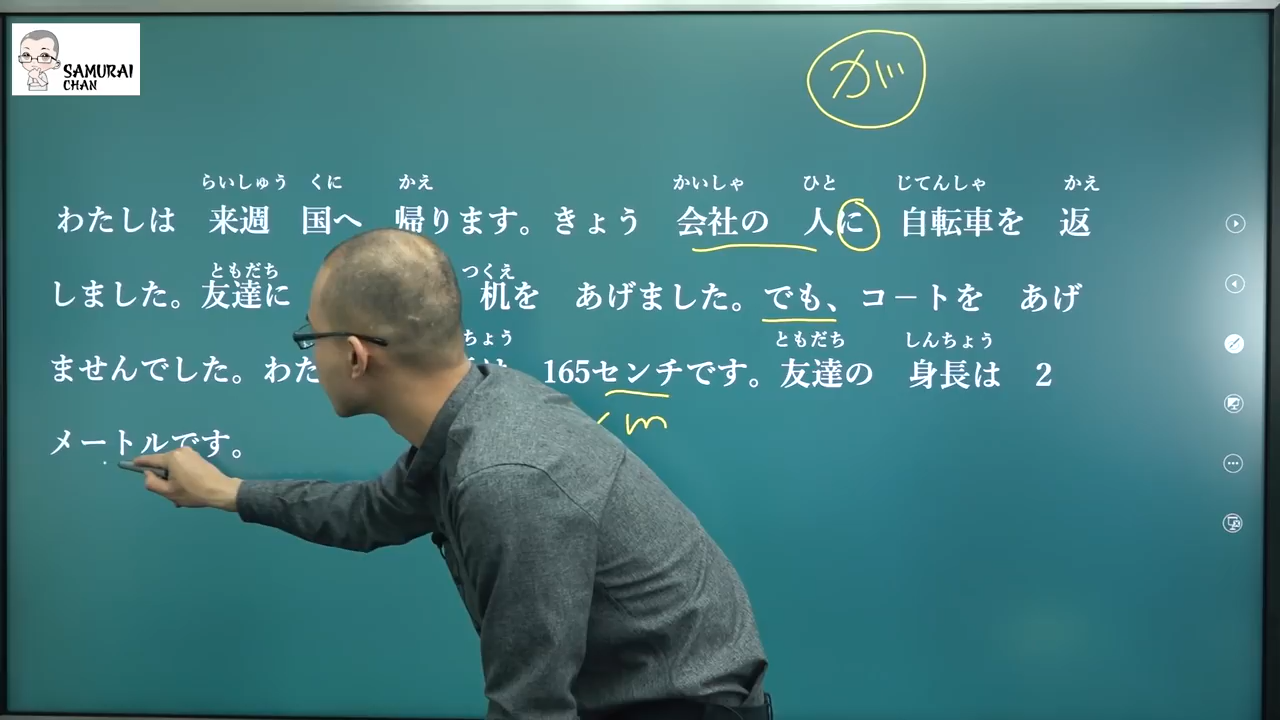 SAMURAI
CHAN
が
らいしゅう くに かえ かいしゃ ひと じてんしゃ かえ
わたしは 来週 国へ 帰ります。きょう 会社の 人に 自転車を 返
ともだち つくえ
しました。友達に 机を あげました。でも、コートを あげ
ちょう ともだち しんちょう
ませんでした。わた は 165センチです。友達の 身長は 2
m
メートルです。